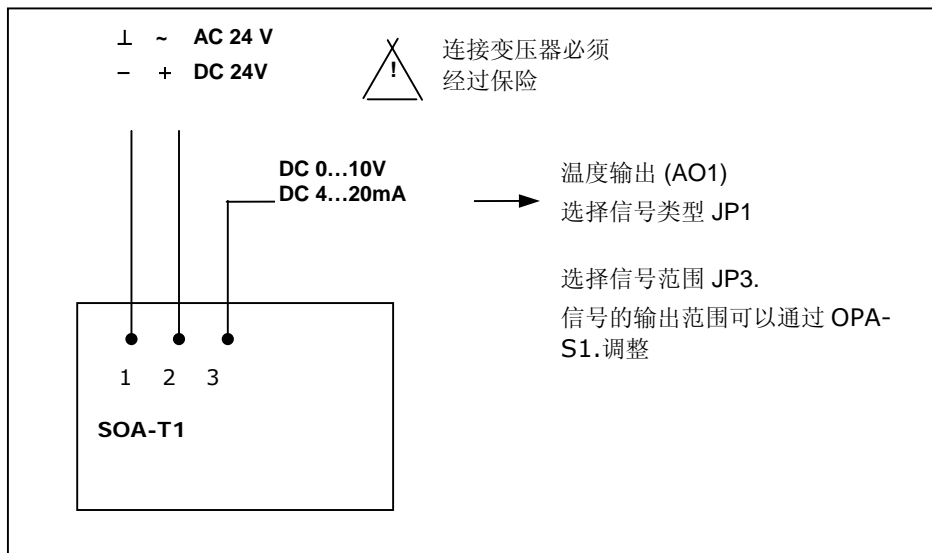 ⊥ ~ AC 24 V
− + DC 24V
!
连接变压器必须
经过保险
DC 0...10V
DC 4...20mA
温度输出 (AO1)
选择信号类型 JP1
选择信号范围 JP3.
信号的输出范围可以通过 OPA-
S1.调整
1 2 3
SOA-T1